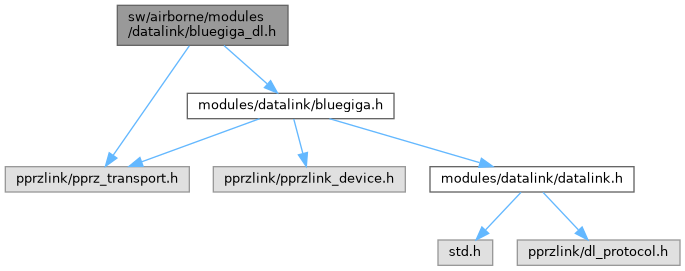 sw/airborne/modules
/datalink/bluegiga_dl.h
modules/datalink/bluegiga.h
pprzlink/pprz_transport.h
pprzlink/pprzlink_device.h
modules/datalink/datalink.h
std.h
pprzlink/dl_protocol.h